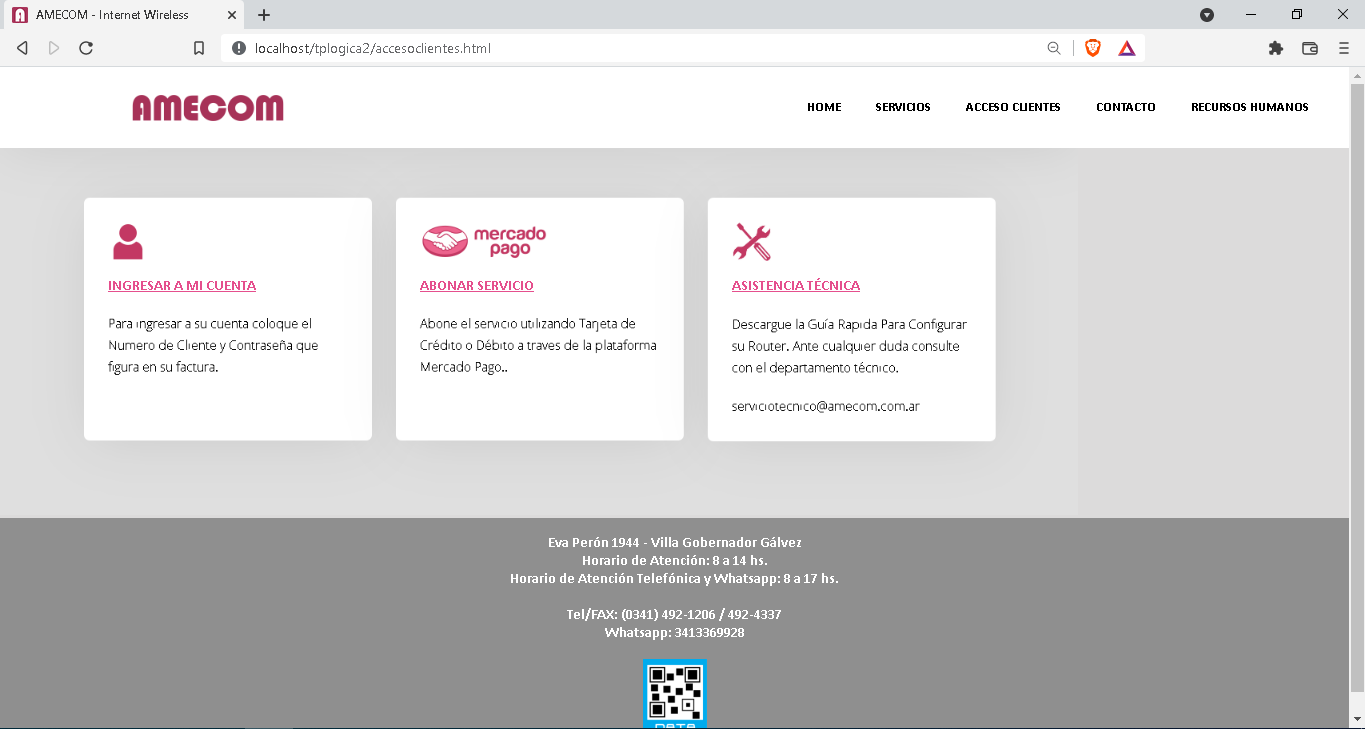 AMECOM - Internet Wireless
localhost/tplogica2/accesoclientes.html
AMECOM
HOME SERVICIOS ACCESO CLIENTES CONTACTO RECURSOS HUMANOS
INGRESAR A MI CUENTA
Para ingresar a su cuenta coloque el
Numero de Cliente y Contraseña que
figura en su factura.
mercado
pago
ABONAR SERVICIO
Abone el servicio utilizando Tarjeta de
Crédito o Débito a traves de la plataforma
Mercado Pago..
ASISTENCIA TÉCNICA
Descargue la Guía Rapida Para Configurar
su Router. Ante cualquier duda consulte
con el departamento técnico.
serviciotecnico@amecom.com.ar
Eva Perón 1944 - Villa Gobernador Gálvez
Horario de Atención: 8 a 14 hs.
Horario de Atención Telefónica y Whatsapp: 8 a 17 hs.
Tel/FAX: (0341) 492-1206 / 492-4337
Whatsapp: 3413369928
DATA